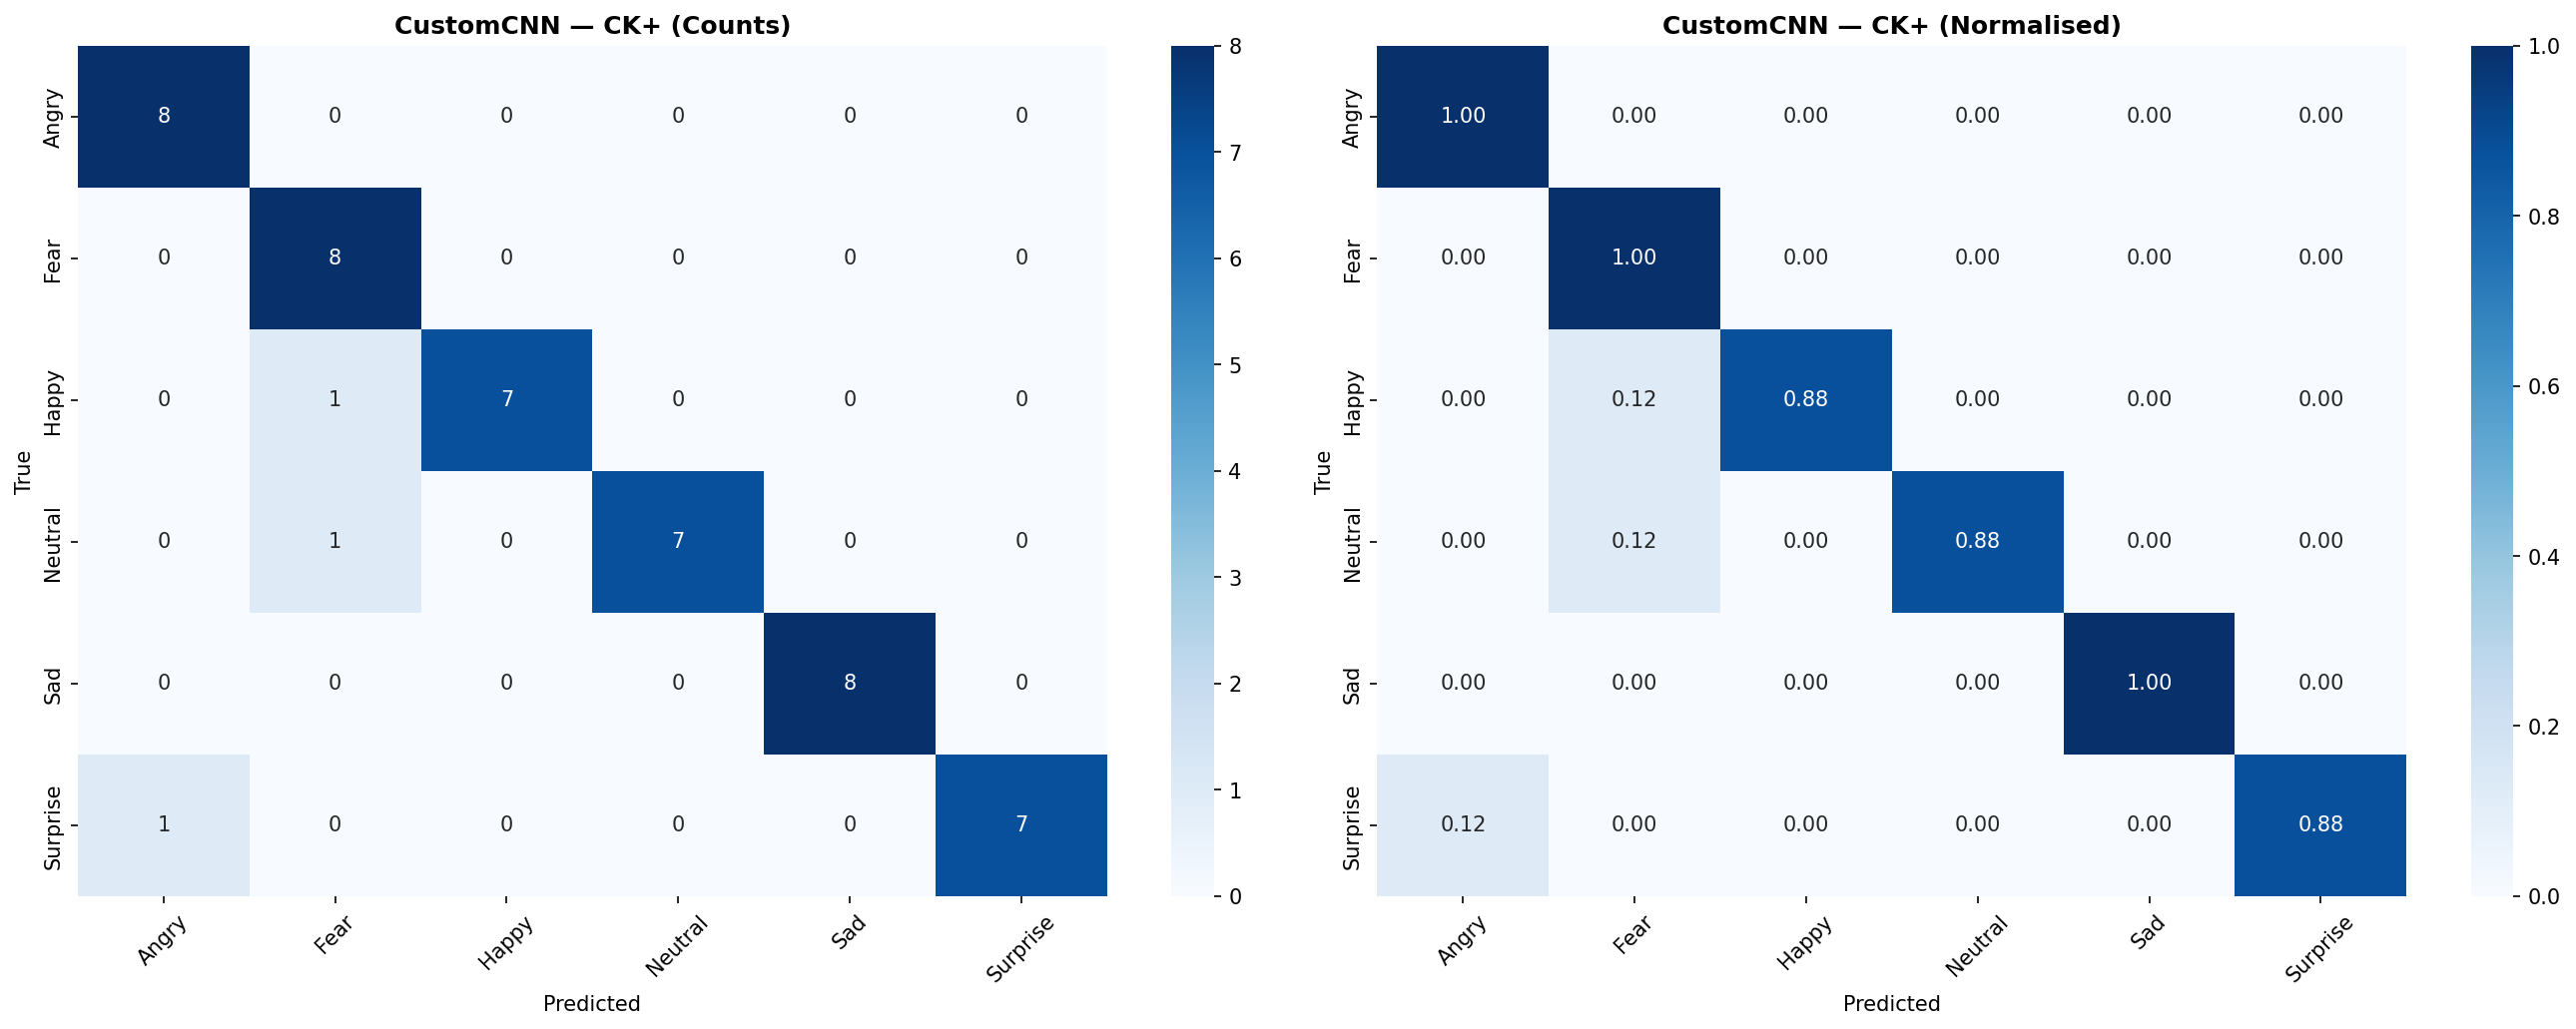 CustomCNN — CK+ (Counts)
Angry 8 0 0 0 0 0
Fear 0 8 0 0 0 0
Happy 0 1 7 0 0 0
Neutral 0 1 0 7 0 0
Sad 0 0 0 0 8 0
Surprise 1 0 0 0 0 7
True
Angry Fear Happy Neutral Sad Surprise
Predicted
8
7
6
5
4
3
2
1
0
CustomCNN — CK+ (Normalised)
Angry 1.00 0.00 0.00 0.00 0.00 0.00
Fear 0.00 1.00 0.00 0.00 0.00 0.00
Happy 0.00 0.12 0.88 0.00 0.00 0.00
Neutral 0.00 0.12 0.00 0.88 0.00 0.00
Sad 0.00 0.00 0.00 0.00 1.00 0.00
Surprise 0.12 0.00 0.00 0.00 0.00 0.88
True
Angry Fear Happy Neutral Sad Surprise
Predicted
1.0
0.8
0.6
0.4
0.2
0.0